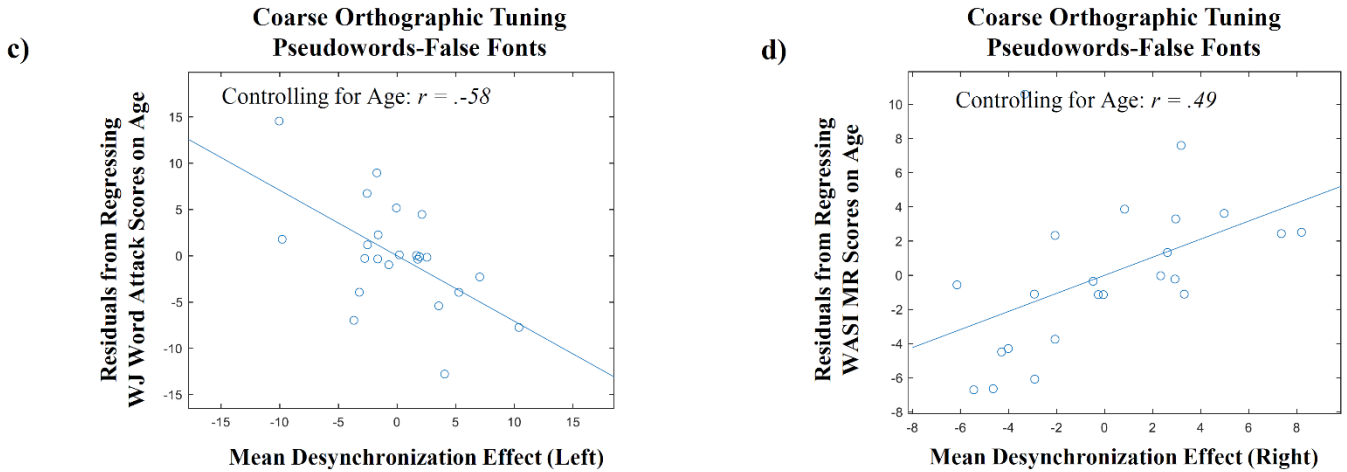 c)
Coarse Orthographic Tuning
Pseudowords-False Fonts
Controlling for Age: r = .-58
Residuals from Regressing
WJ Word Attack Scores on Age
15
10
5
0
-5
-10
-15
-15 -10 -5 0 5 10 15
Mean Desynchronization Effect (Left)
d)
Coarse Orthographic Tuning
Pseudowords-False Fonts
Controlling for Age: r = .49
Residuals from Regressing
WASI MR Scores on Age
10
8
6
4
2
0
-2
-4
-6
-8
-8 -6 -4 -2 0 2 4 6 8
Mean Desynchronization Effect (Right)